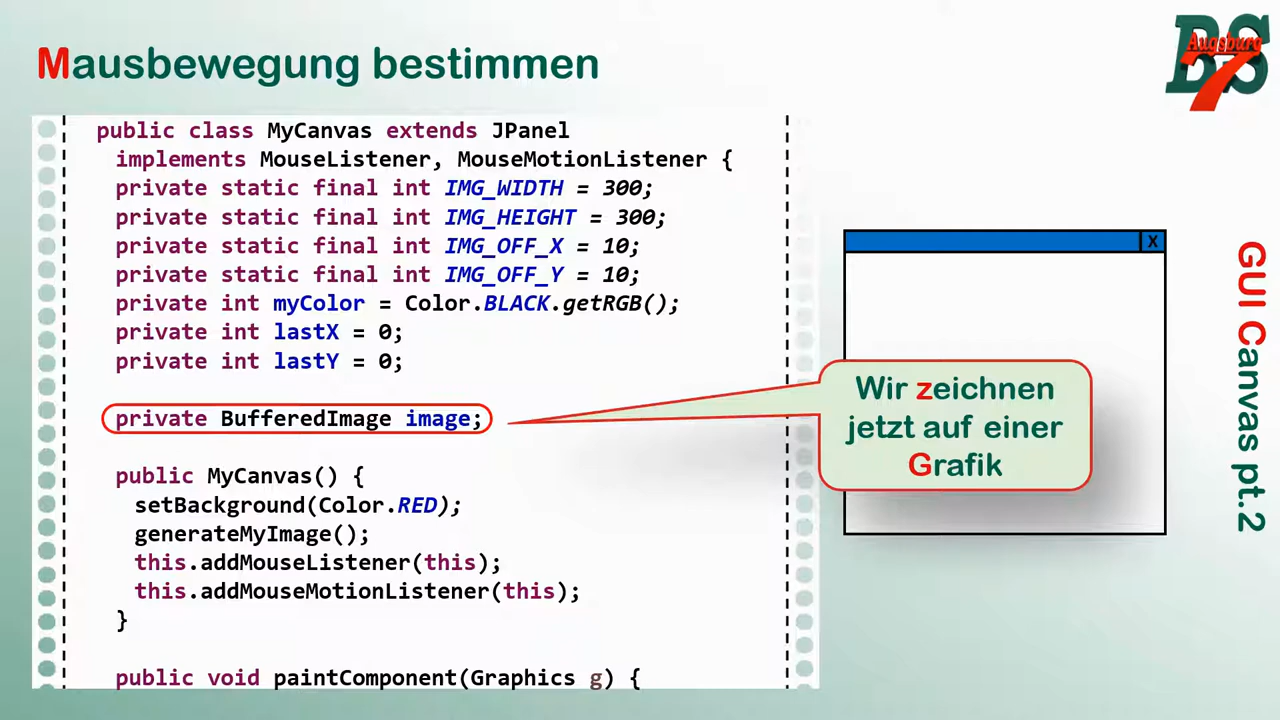 Mausbewegung bestimmen
BS
Augsburg
7
public class MyCanvas extends JPanel
implements MouseListener, MouseMotionListener {
private static final int IMG_WIDTH = 300;
private static final int IMG_HEIGHT = 300;
private static final int IMG_OFF_X = 10;
private static final int IMG_OFF_Y = 10;
private int myColor = Color.BLACK.getRGB();
private int lastX = 0;
private int lastY = 0;
private BufferedImage image;
public MyCanvas() {
setBackground(Color.RED);
generateMyImage();
this.addMouseListener(this);
this.addMouseMotionListener(this);
}
public void paintComponent(Graphics g) {
X
Wir zeichnen
jetzt auf einer
Grafik
GUI Canvas pt.2